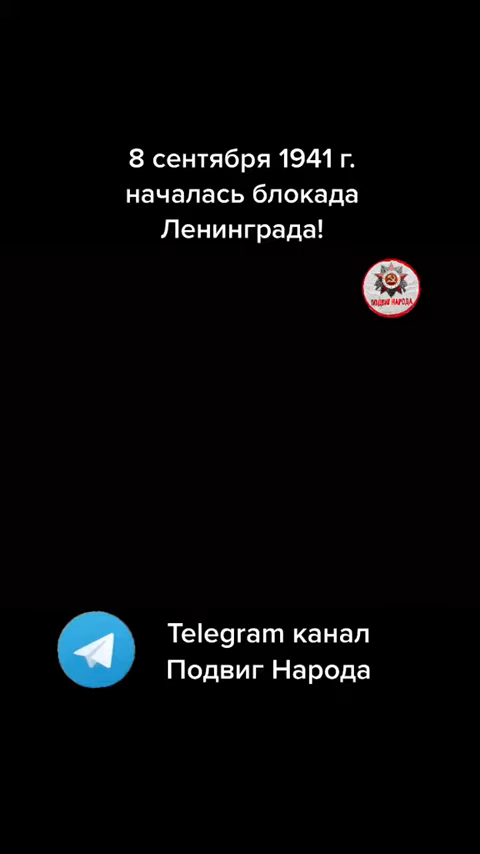 8 сентября 1941 г.
началась блокада
Ленинграда!
ПОДВИГ НАРОДА
Telegram канал
Подвиг Народа